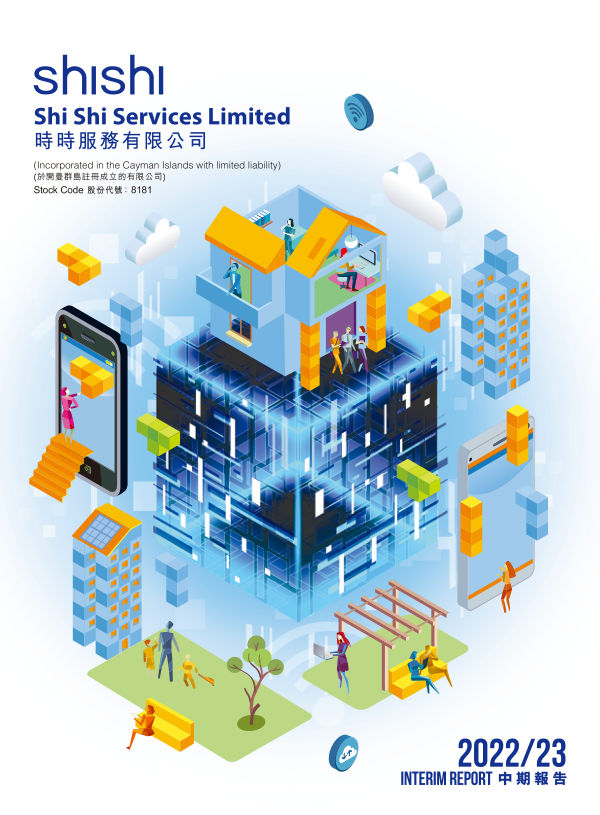 shishi
Shi Shi Services Limited
時時服務有限公司
(Incorporated in the Cayman Islands with limited liability)
(於開曼群島註冊成立的有限公司)
Stock Code 股份代號：8181
2022/23
INTERIM REPORT 中期報告